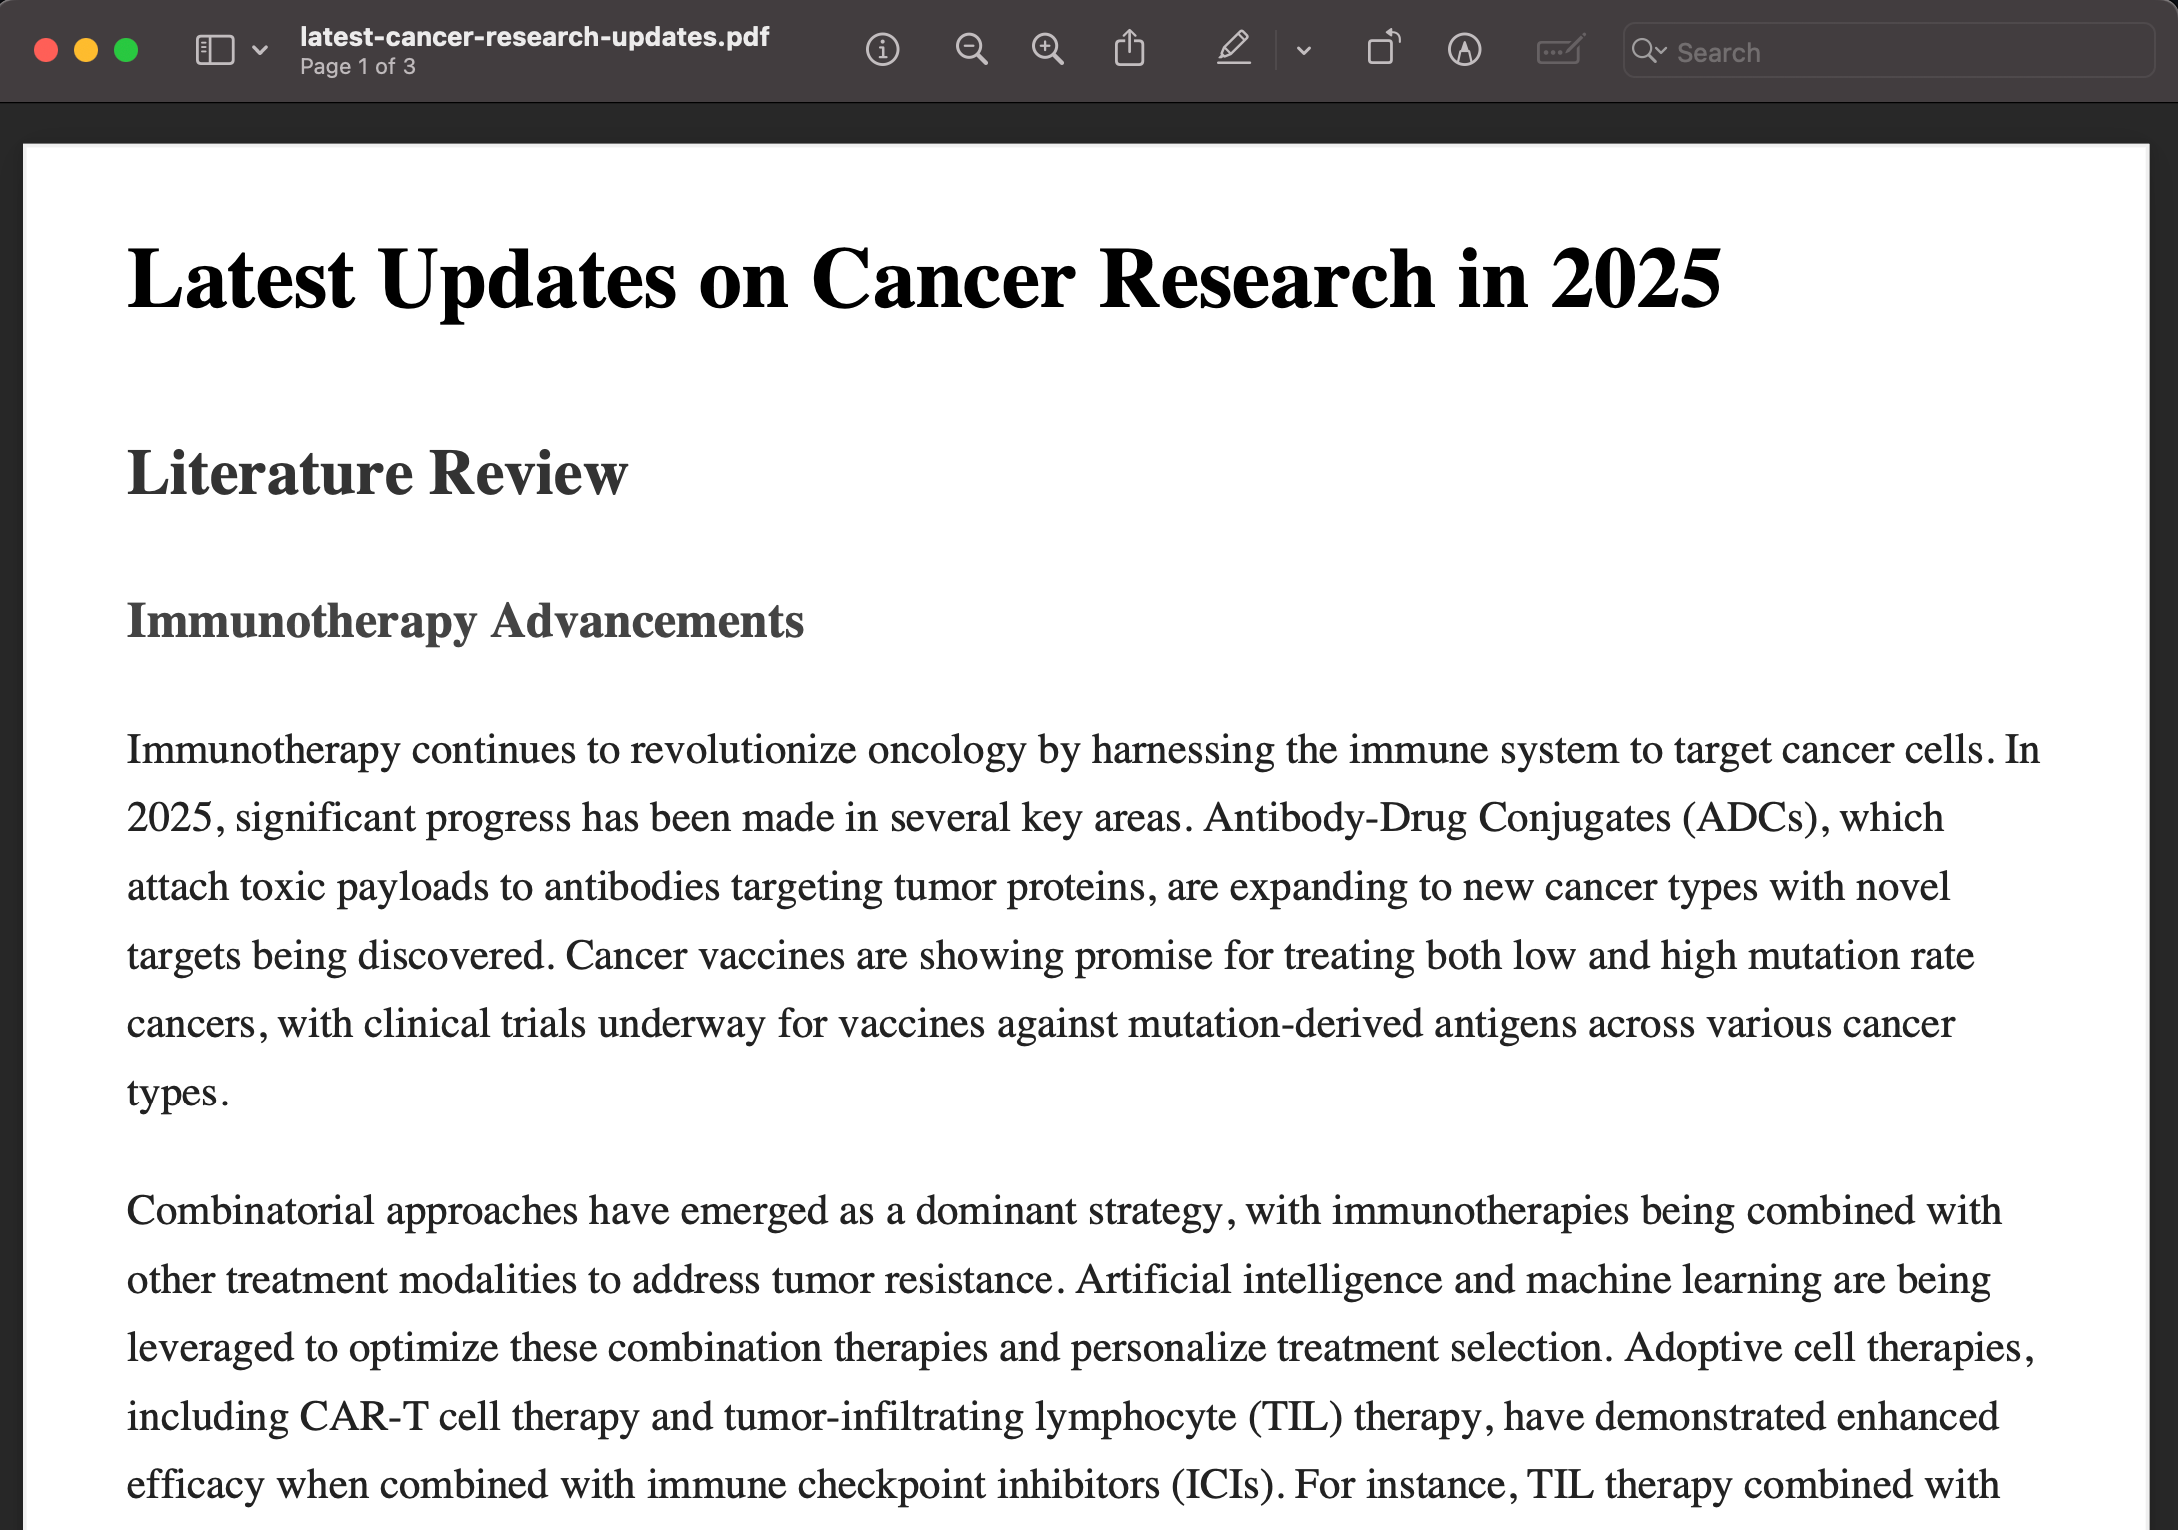 latest-cancer-research-updates.pdf
Page 1 of 3
Search
Latest Updates on Cancer Research in 2025
Literature Review
Immunotherapy Advancements
Immunotherapy continues to revolutionize oncology by harnessing the immune system to target cancer cells. In
2025, significant progress has been made in several key areas. Antibody-Drug Conjugates (ADCs), which
attach toxic payloads to antibodies targeting tumor proteins, are expanding to new cancer types with novel
targets being discovered. Cancer vaccines are showing promise for treating both low and high mutation rate
cancers, with clinical trials underway for vaccines against mutation-derived antigens across various cancer
types.
Combinatorial approaches have emerged as a dominant strategy, with immunotherapies being combined with
other treatment modalities to address tumor resistance. Artificial intelligence and machine learning are being
leveraged to optimize these combination therapies and personalize treatment selection. Adoptive cell therapies,
including CAR-T cell therapy and tumor-infiltrating lymphocyte (TIL) therapy, have demonstrated enhanced
efficacy when combined with immune checkpoint inhibitors (ICIs). For instance, TIL therapy combined with